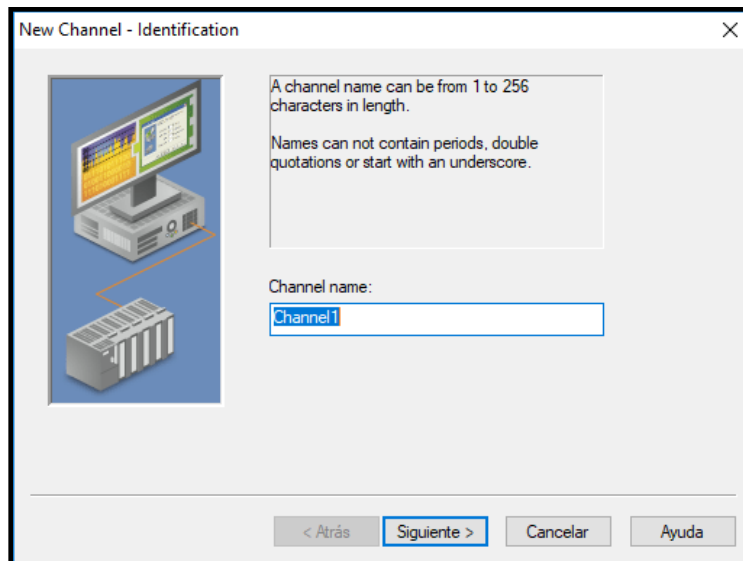 New Channel - Identification
A channel name can be from 1 to 256
characters in length.
Names can not contain periods, double
quotations or start with an underscore.
Channel name:
Channel1
< Atrás
Siguiente >
Cancelar
Ayuda